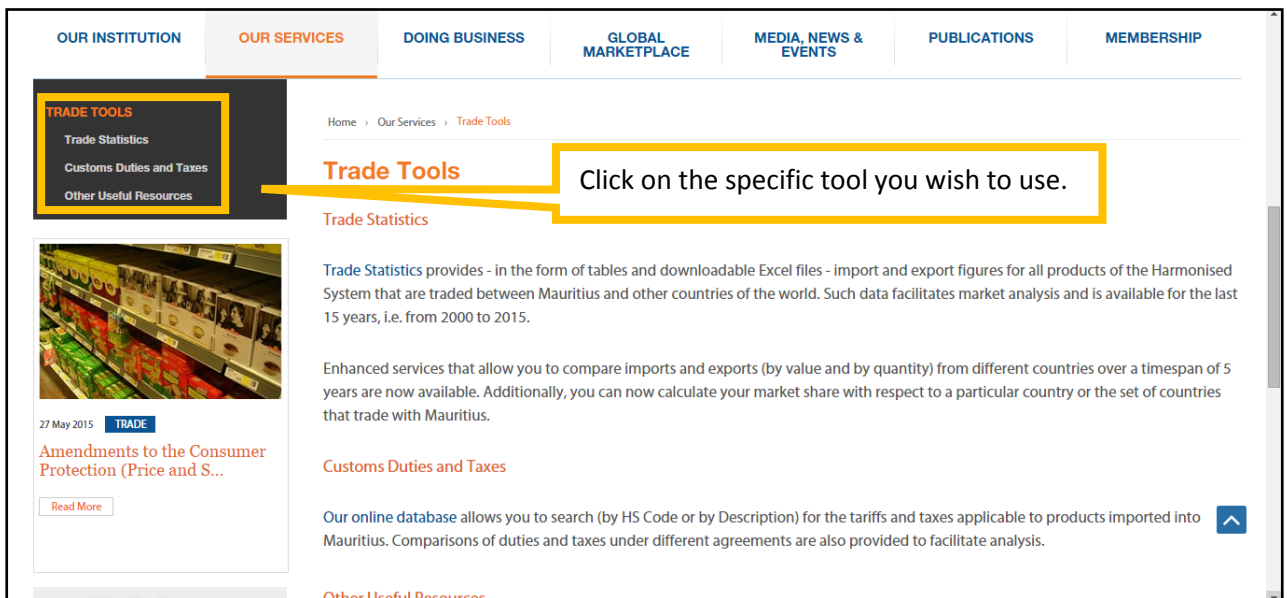 OUR INSTITUTION
OUR SERVICES
DOING BUSINESS
GLOBAL
MARKETPLACE
MEDIA, NEWS &
EVENTS
PUBLICATIONS
MEMBERSHIP
TRADE TOOLS
Trade Statistics
Customs Duties and Taxes
Other Useful Resources
27 May 2015 TRADE
Amendments to the Consumer
Protection (Price and S...
Read More
Home › Our Services › Trade Tools
Trade Tools
Click on the specific tool you wish to use.
Trade Statistics
Trade Statistics provides - in the form of tables and downloadable Excel files - import and export figures for all products of the Harmonised
System that are traded between Mauritius and other countries of the world. Such data facilitates market analysis and is available for the last
15 years, i.e. from 2000 to 2015.
Enhanced services that allow you to compare imports and exports (by value and by quantity) from different countries over a timespan of 5
years are now available. Additionally, you can now calculate your market share with respect to a particular country or the set of countries
that trade with Mauritius.
Customs Duties and Taxes
Our online database allows you to search (by HS Code or by Description) for the tariffs and taxes applicable to products imported into
Mauritius. Comparisons of duties and taxes under different agreements are also provided to facilitate analysis.
Other Useful Resources